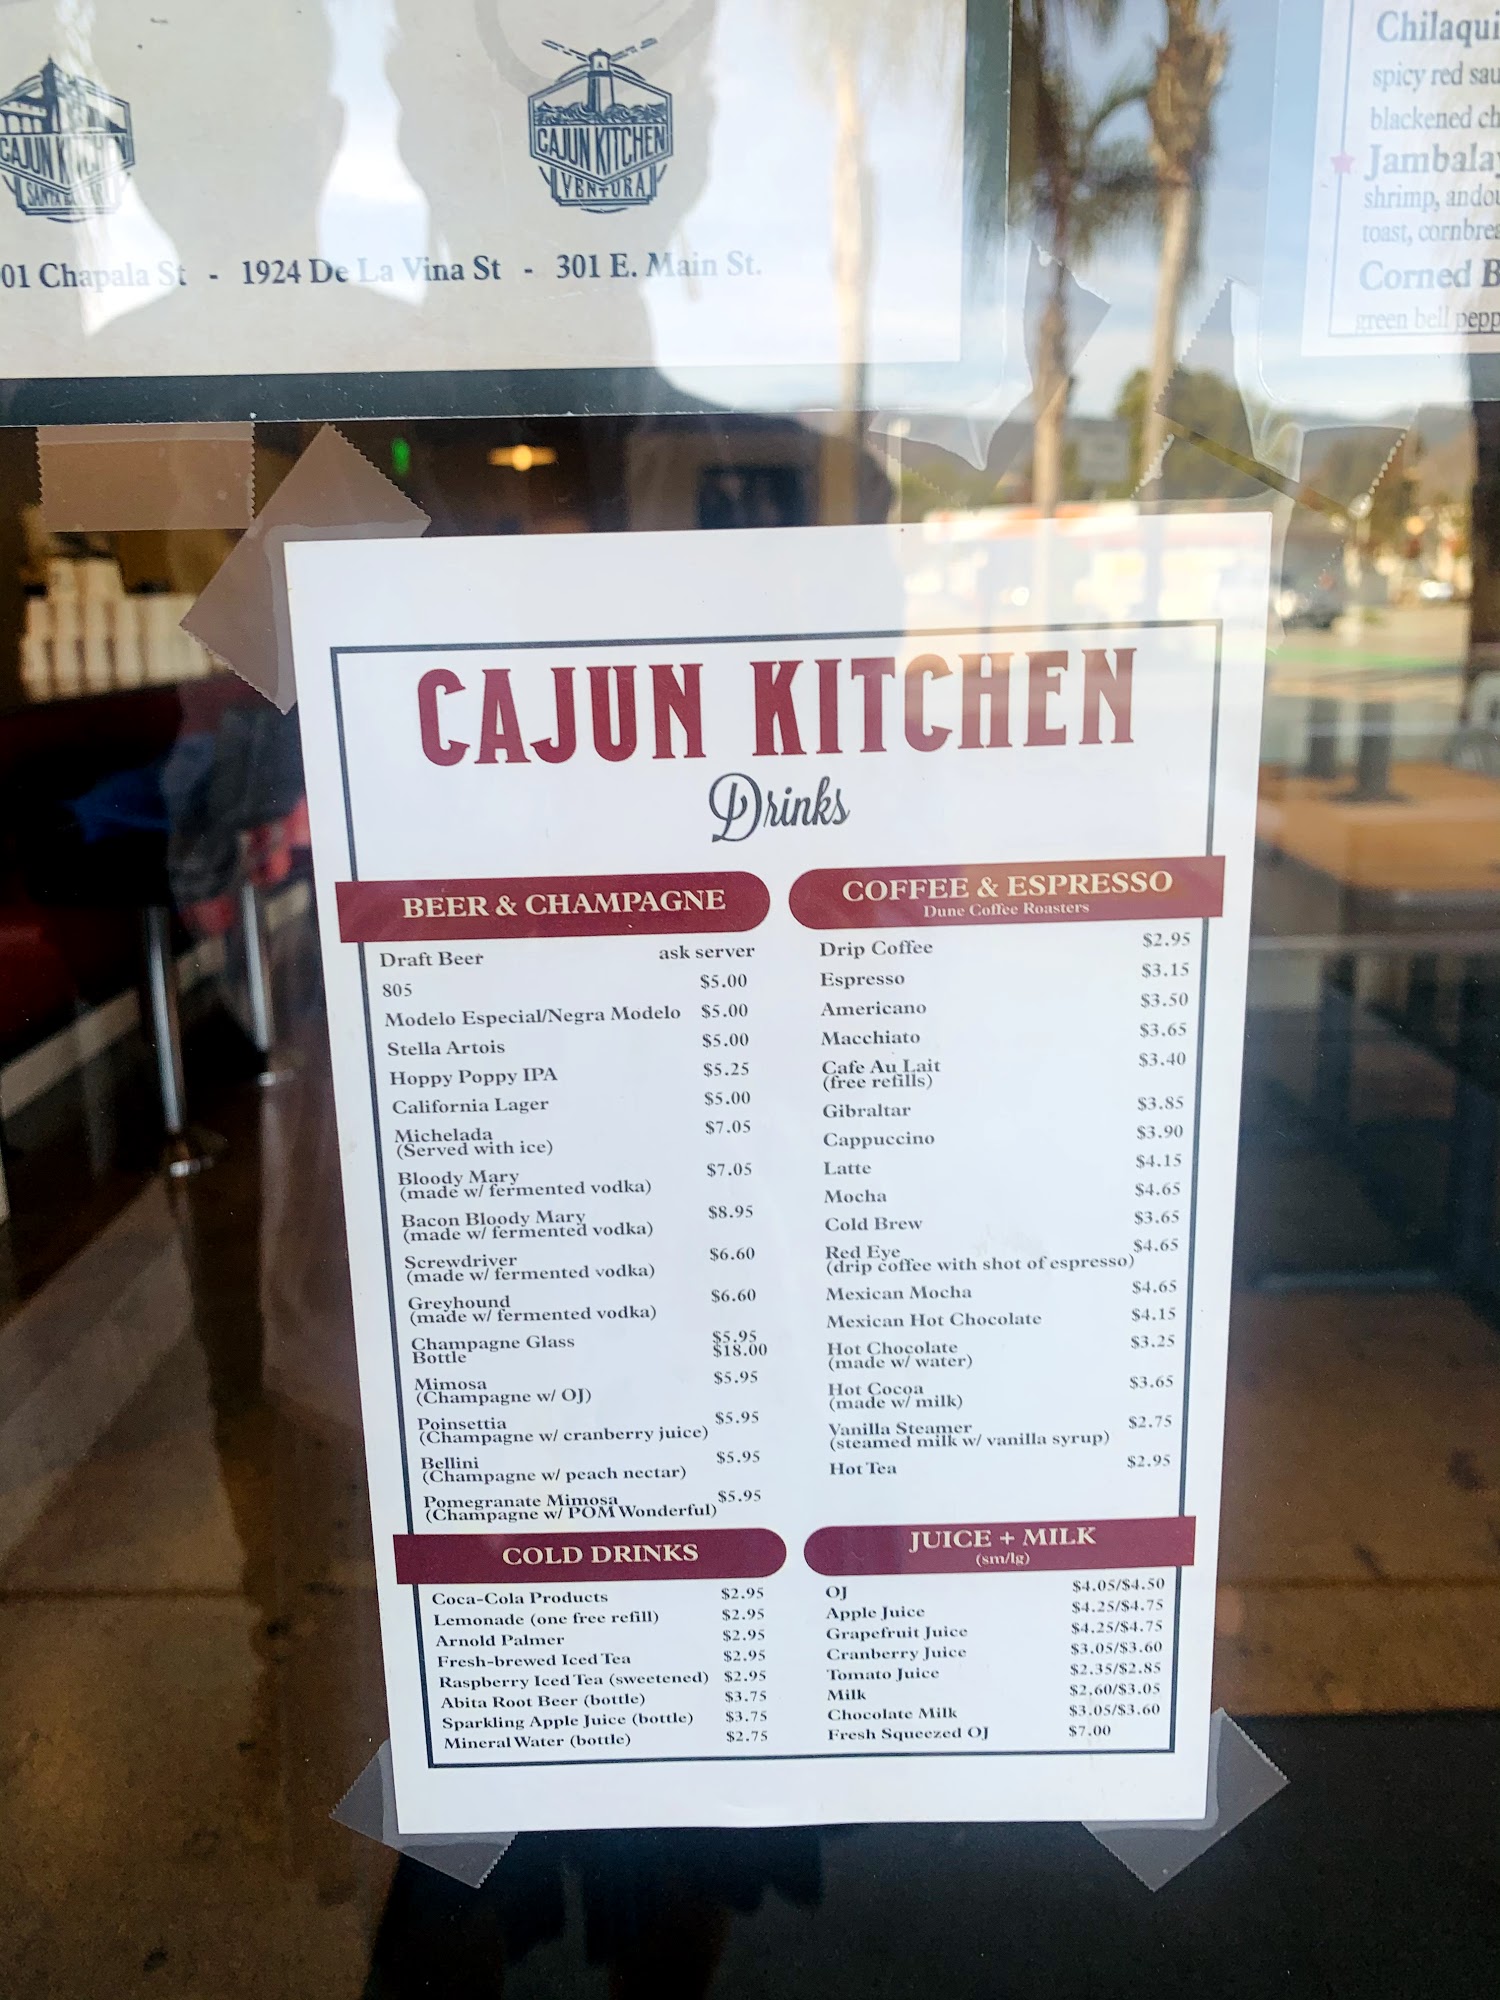 CAJUN KITCHEN
SANTA
CAJUN KITCHEN
VENTURA
01 Chapala St - 1924 De La Vina St - 301 E. Main St.
Chilaqui
spicy red sau
blackened ch
Jambalay
shrimp, andou
toast, cornbrea
Corned B
green bell pepp
CAJUN KITCHEN
Drinks
BEER & CHAMPAGNE
Draft Beer ask server
805 $5.00
Modelo Especial/Negra Modelo $5.00
Stella Artois $5.00
Hoppy Poppy IPA $5.25
California Lager $5.00
Michelada $7.05
(Served with ice)
Bloody Mary $7.05
(made w/ fermented vodka)
Bacon Bloody Mary $8.95
(made w/ fermented vodka)
Screwdriver $6.60
(made w/ fermented vodka)
Greyhound $6.60
(made w/ fermented vodka)
Champagne Glass $5.95
Bottle $18.00
Mimosa $5.95
(Champagne w/ OJ)
Poinsettia $5.95
(Champagne w/ cranberry juice)
Bellini $5.95
(Champagne w/ peach nectar)
Pomegranate Mimosa $5.95
(Champagne w/ POM Wonderful)
COFFEE & ESPRESSO
Dune Coffee Roasters
Drip Coffee $2.95
Espresso $3.15
Americano $3.50
Macchiato $3.65
Cafe Au Lait $3.40
(free refills)
Gibraltar $3.85
Cappuccino $3.90
Latte $4.15
Mocha $4.65
Cold Brew $3.65
Red Eye $4.65
(drip coffee with shot of espresso)
Mexican Mocha $4.65
Mexican Hot Chocolate $4.15
Hot Chocolate $3.25
(made w/ water)
Hot Cocoa $3.65
(made w/ milk)
Vanilla Steamer $2.75
(steamed milk w/ vanilla syrup)
Hot Tea $2.95
COLD DRINKS
Coca-Cola Products $2.95
Lemonade (one free refill) $2.95
Arnold Palmer $2.95
Fresh-brewed Iced Tea $2.95
Raspberry Iced Tea (sweetened) $2.95
Abita Root Beer (bottle) $3.75
Sparkling Apple Juice (bottle) $3.75
Mineral Water (bottle) $2.75
JUICE + MILK
(sm/lg)
OJ $4.05/$4.50
Apple Juice $4.25/$4.75
Grapefruit Juice $4.25/$4.75
Cranberry Juice $3.05/$3.60
Tomato Juice $2.35/$2.85
Milk $2.60/$3.05
Chocolate Milk $3.05/$3.60
Fresh Squeezed OJ $7.00